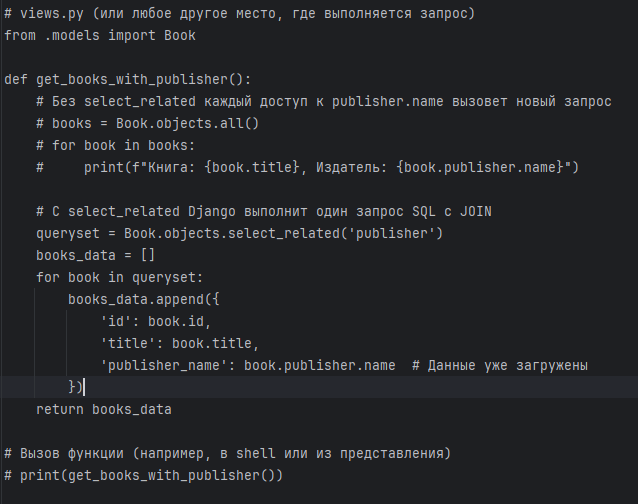 # views.py (или любое другое место, где выполняется запрос)
from .models import Book
def get_books_with_publisher():
    # Без select_related каждый доступ к publisher.name вызовет новый запрос
    # books = Book.objects.all()
    # for book in books:
    #     print(f"Книга: {book.title}, Издатель: {book.publisher.name}")
    # С select_related Django выполнит один запрос SQL с JOIN
    queryset = Book.objects.select_related('publisher')
    books_data = []
    for book in queryset:
        books_data.append({
            'id': book.id,
            'title': book.title,
            'publisher_name': book.publisher.name  # Данные уже загружены
        })
    return books_data
# Вызов функции (например, в shell или из представления)
# print(get_books_with_publisher())